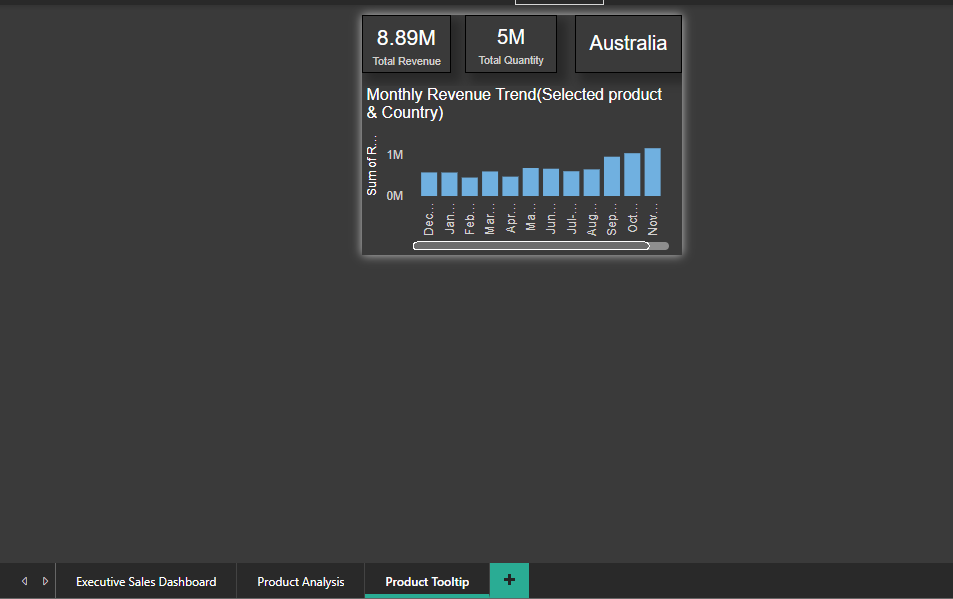 8.89M
Total Revenue
5M
Total Quantity
Australia
Monthly Revenue Trend(Selected product
& Country)
Sum of R...
1M
0M
Dec...
Jan...
Feb...
Mar...
Apr...
Ma...
Jun...
Jul-...
Aug...
Sep...
Oct...
Nov...
Executive Sales Dashboard
Product Analysis
Product Tooltip
+